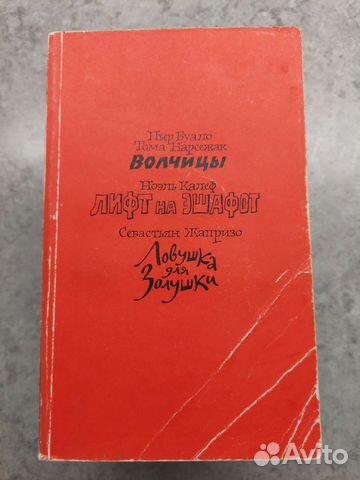 Пьер Буало
Тома Нарсежак
ВОЛЧИЦЫ
Ноэль Калеф
ЛИФТ НА ЭШАФОТ
Себастьян Жапризо
Ловушка
для
Золушки
Avito